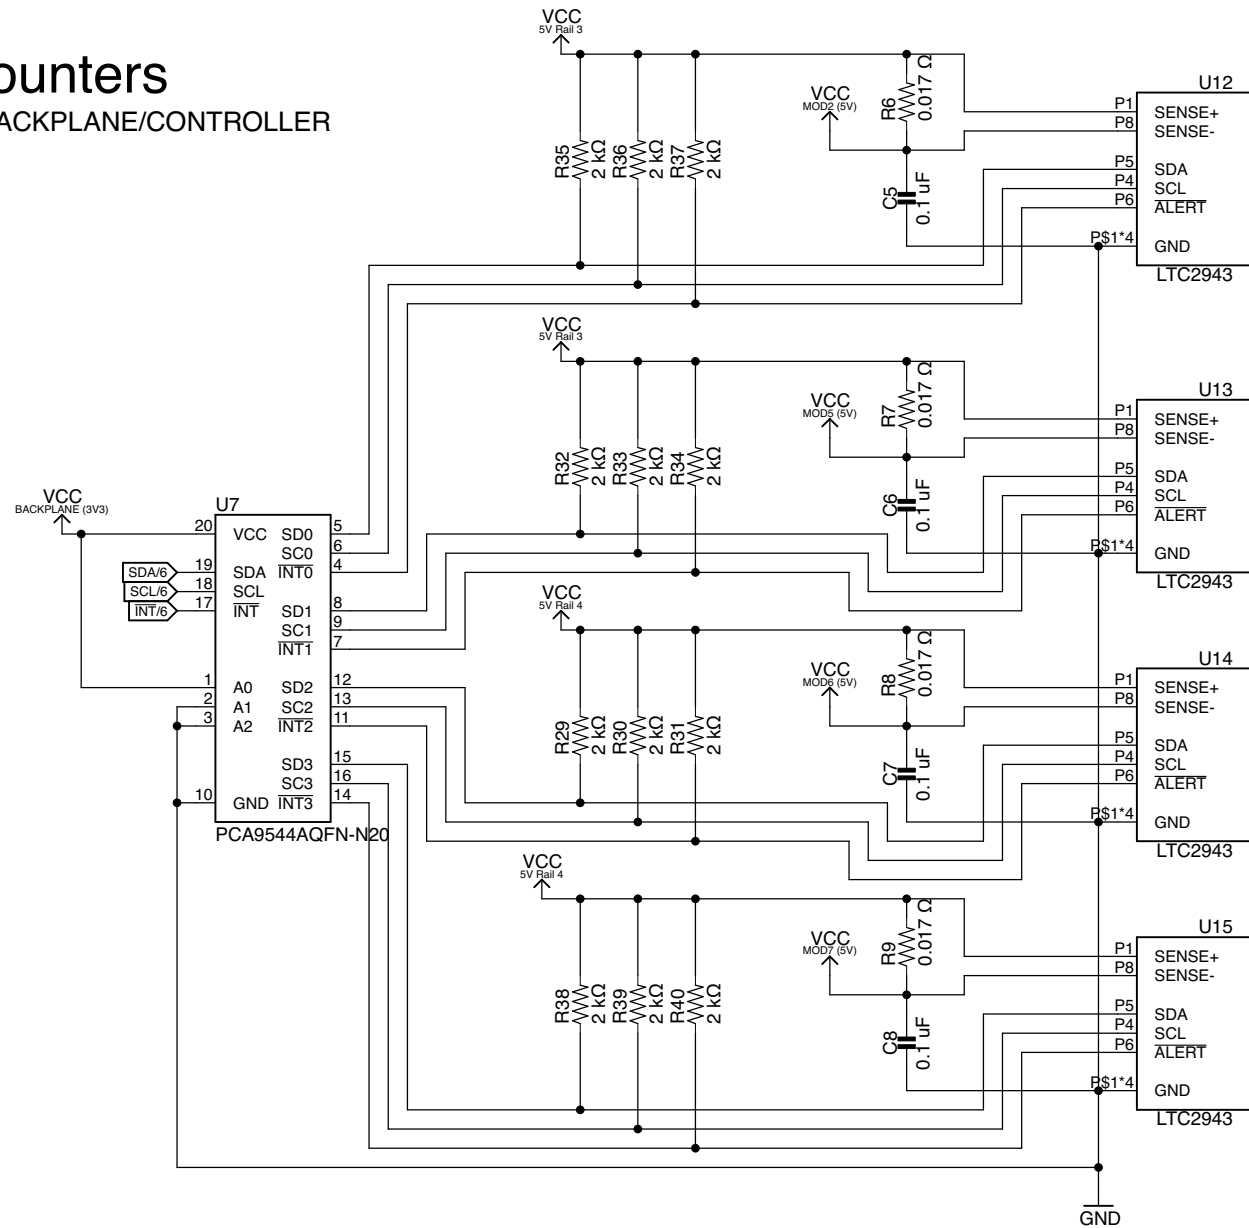 ounters
ACKPLANE/CONTROLLER
VCC
5V Rail 3
R35
2 kΩ
R36
2 kΩ
R37
2 kΩ
VCC
MOD2 (5V)
R6
0.017 Ω
C5
0.1 uF
U12
P1 SENSE+
P8 SENSE-
P5 SDA
P4 SCL
P6 ALERT
P$1*4 GND
LTC2943
VCC
5V Rail 3
R32
2 kΩ
R33
2 kΩ
R34
2 kΩ
VCC
MOD5 (5V)
R7
0.017 Ω
C6
0.1 uF
U13
P1 SENSE+
P8 SENSE-
P5 SDA
P4 SCL
P6 ALERT
P$1*4 GND
LTC2943
VCC
BACKPLANE (3V3)
SDA/6
SCL/6
INT/6
U7
20 VCC SD0 5
SC0 6
19 SDA INT0 4
18 SCL
17 INT SD1 8
SC1 9
INT1 7
1 A0 SD2 12
2 A1 SC2 13
3 A2 INT2 11
SD3 15
SC3 16
10 GND INT3 14
PCA9544AQFN-N20
VCC
5V Rail 4
R29
2 kΩ
R30
2 kΩ
R31
2 kΩ
VCC
MOD6 (5V)
R8
0.017 Ω
C7
0.1 uF
U14
P1 SENSE+
P8 SENSE-
P5 SDA
P4 SCL
P6 ALERT
P$1*4 GND
LTC2943
VCC
5V Rail 4
R38
2 kΩ
R39
2 kΩ
R40
2 kΩ
VCC
MOD7 (5V)
R9
0.017 Ω
C8
0.1 uF
U15
P1 SENSE+
P8 SENSE-
P5 SDA
P4 SCL
P6 ALERT
P$1*4 GND
LTC2943
GND